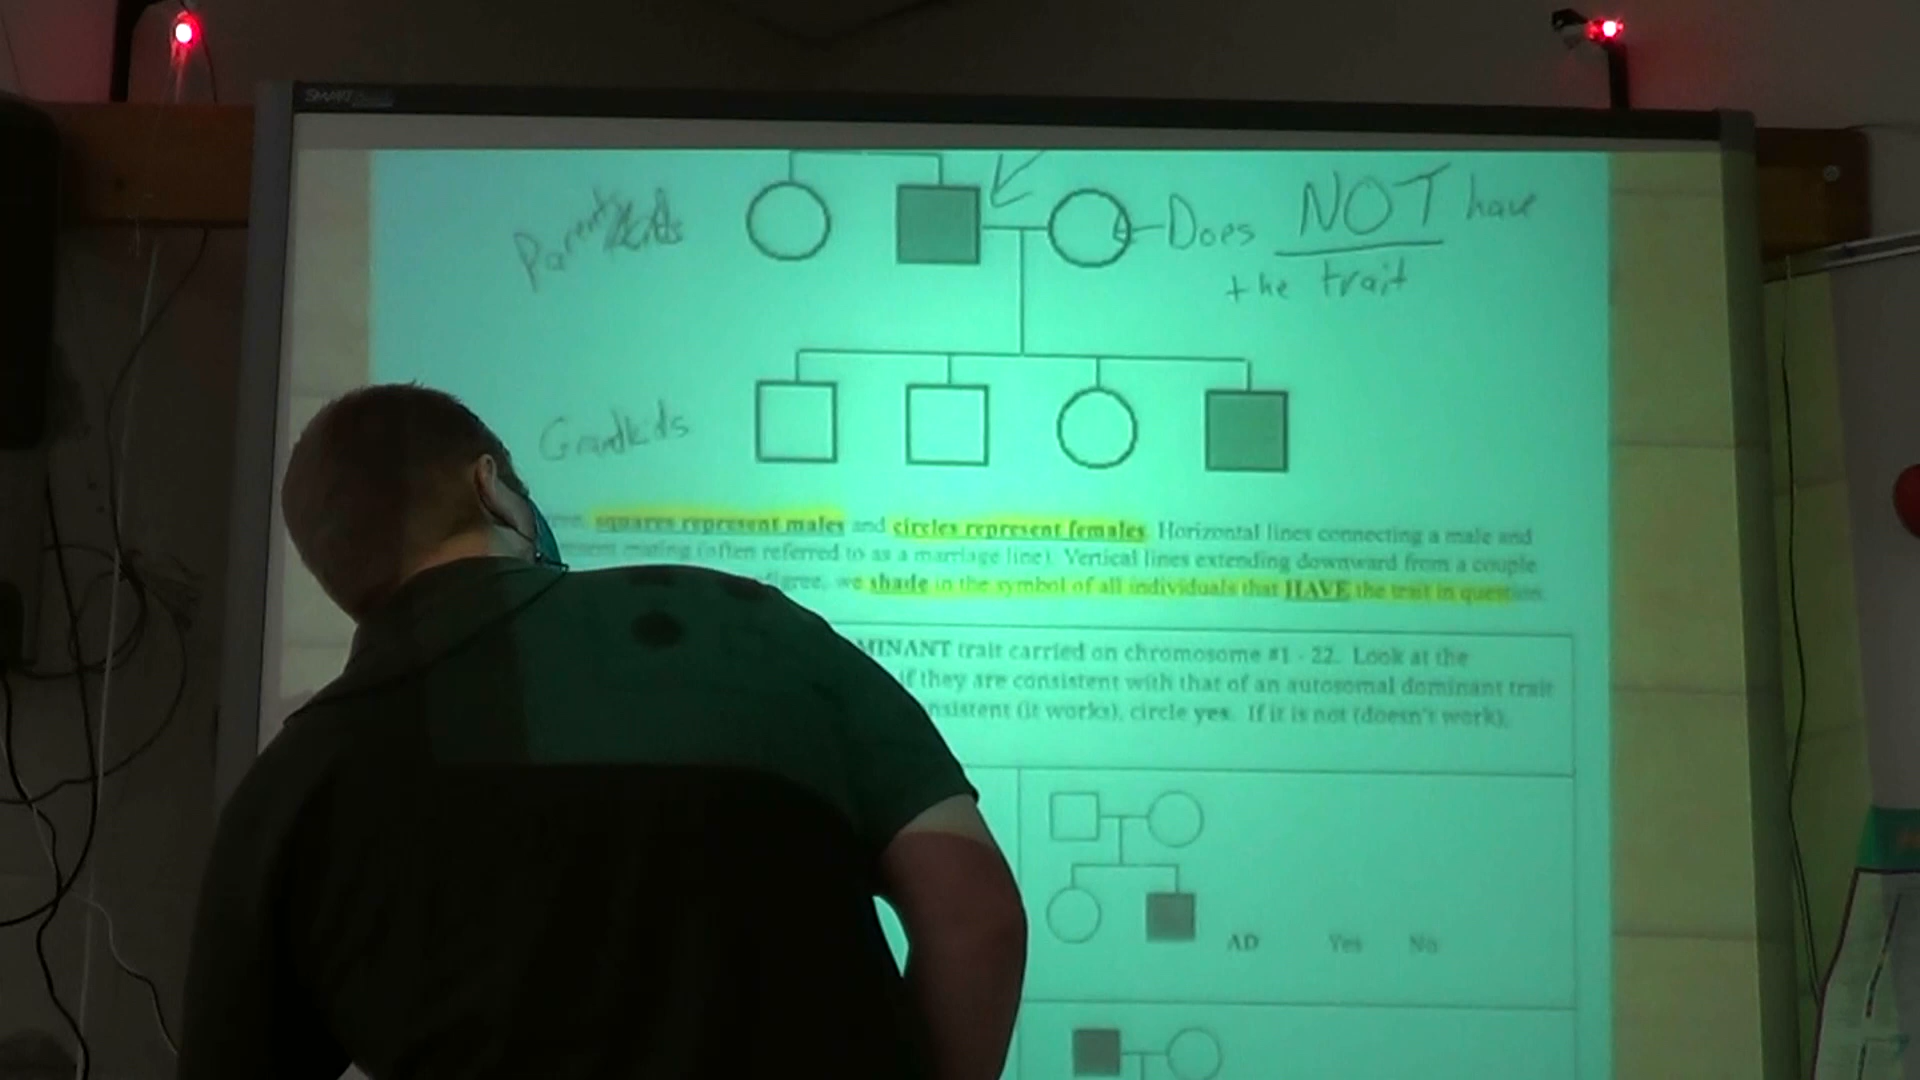 SMART
Parents/Kids
Does NOT have
the trait
Grandkids
squares represent males and circles represent females. Horizontal lines connecting a male and
mating (often referred to as a marriage line). Vertical lines extending downward from a couple
we shade in the symbol of all individuals that HAVE the trait in question.
MINANT trait carried on chromosome #1 - 22. Look at the
if they are consistent with that of an autosomal dominant trait
nsistent (it works), circle yes. If it is not (doesn't work),
AD Yes No